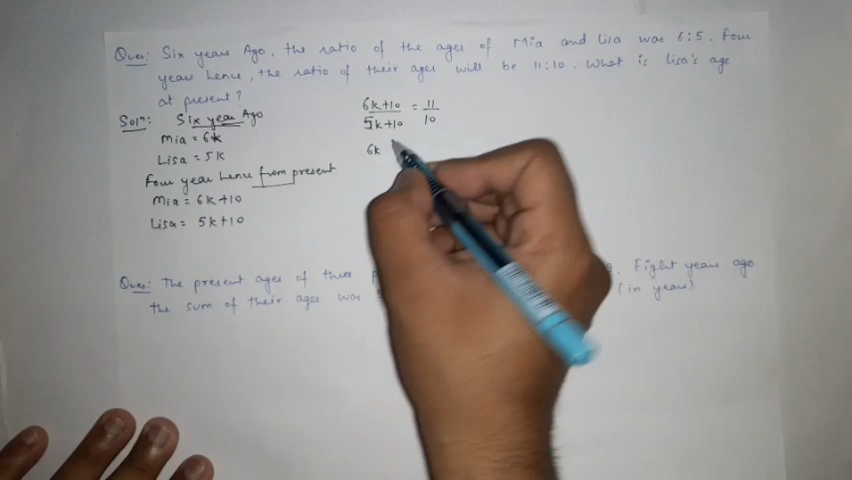 Ques: Six years Ago, the ratio of the ages of Mia and Lisa was 6:5. Four
years hence, the ratio of their ages will be 11:10. What is Lisa's age
at present?
Solⁿ: Six year Ago
Mia = 6k
Lisa = 5k
Four year hence from present
Mia = 6k+10
Lisa = 5k+10
6k+10 = 11
5k+10 10
6k
Ques: The present ages of three Eight years ago
the sum of their ages was (in years)